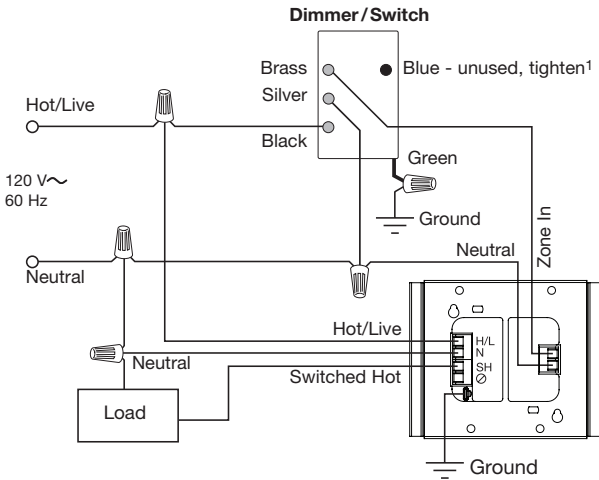 Dimmer/Switch
Brass
Blue - unused, tighten1
Silver
Hot/Live
Black
Green
120 V~
60 Hz
Ground
Zone In
Neutral
Neutral
Hot/Live
H/L
N
Neutral
SH
Switched Hot
Load
Ground